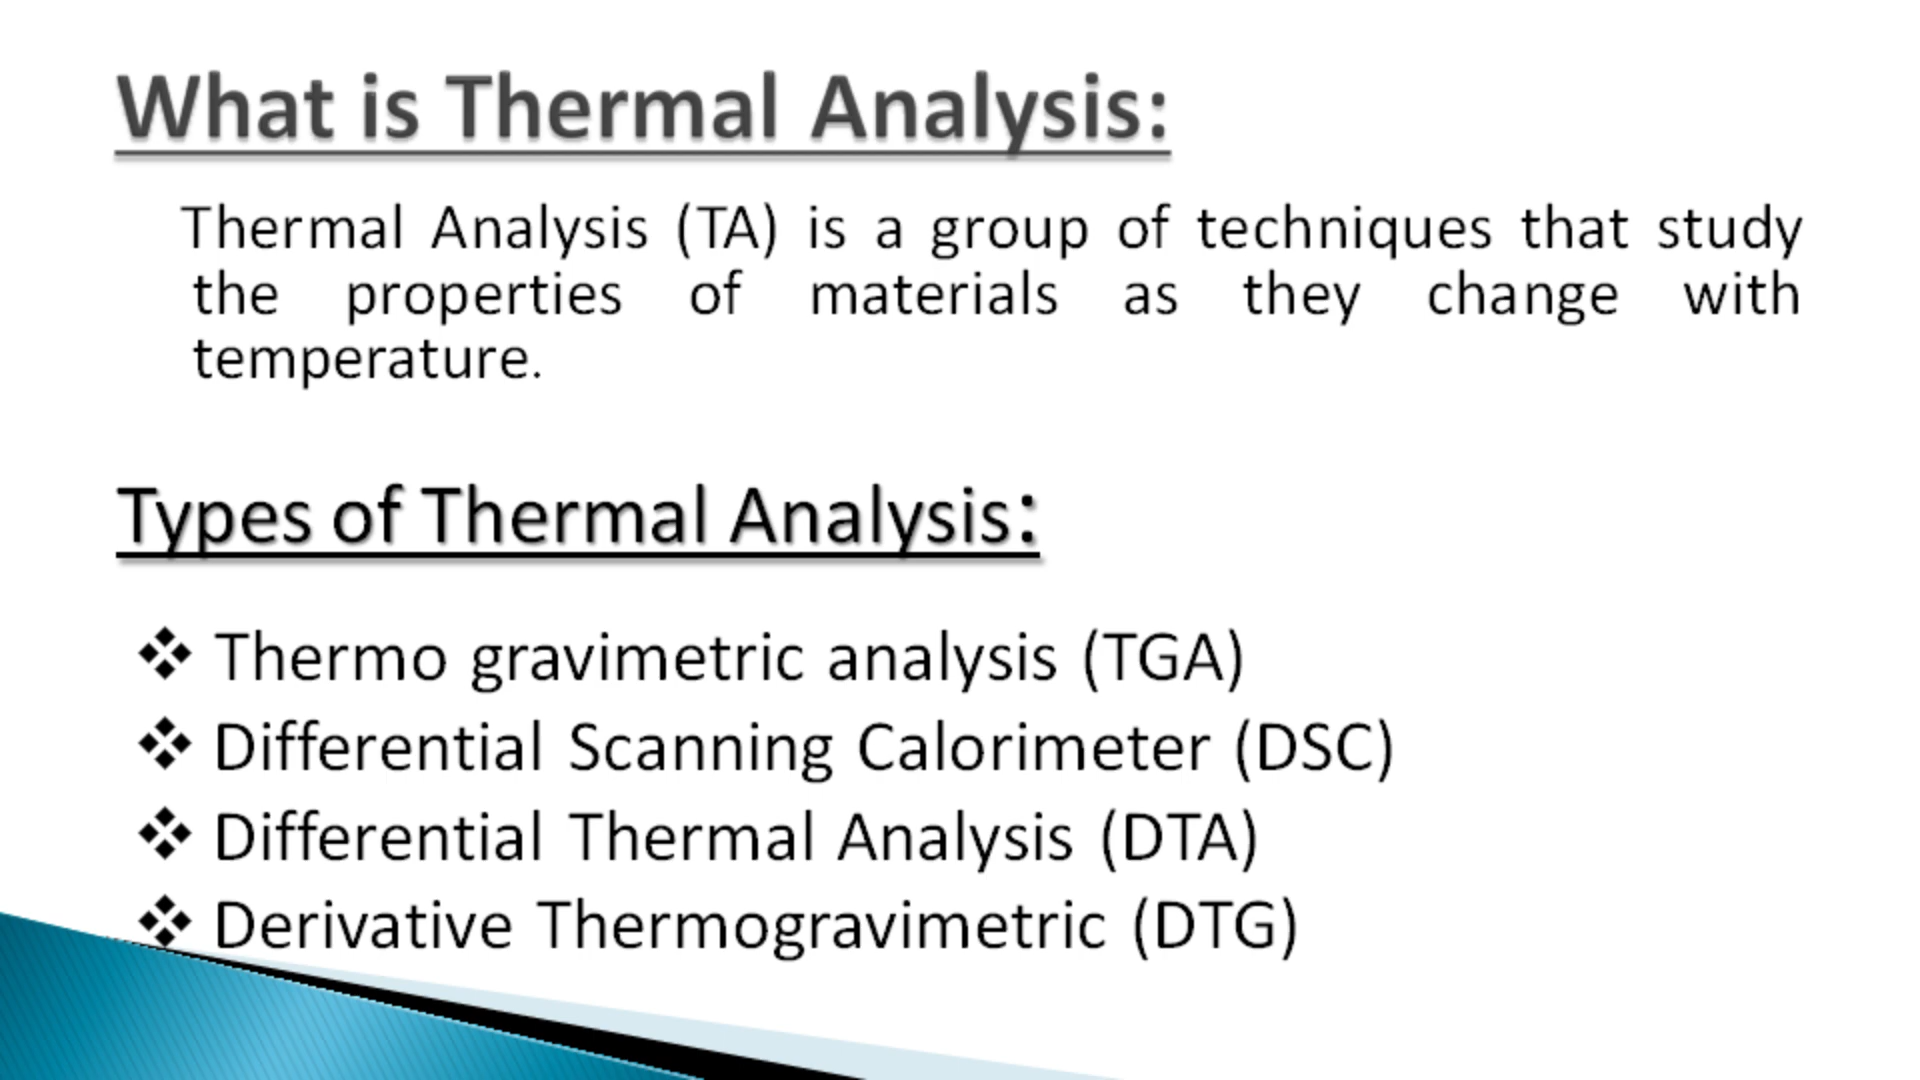 What is Thermal Analysis:
Thermal Analysis (TA) is a group of techniques that study
the properties of materials as they change with
temperature.
Types of Thermal Analysis:
❖ Thermo gravimetric analysis (TGA)
❖ Differential Scanning Calorimeter (DSC)
❖ Differential Thermal Analysis (DTA)
❖ Derivative Thermogravimetric (DTG)